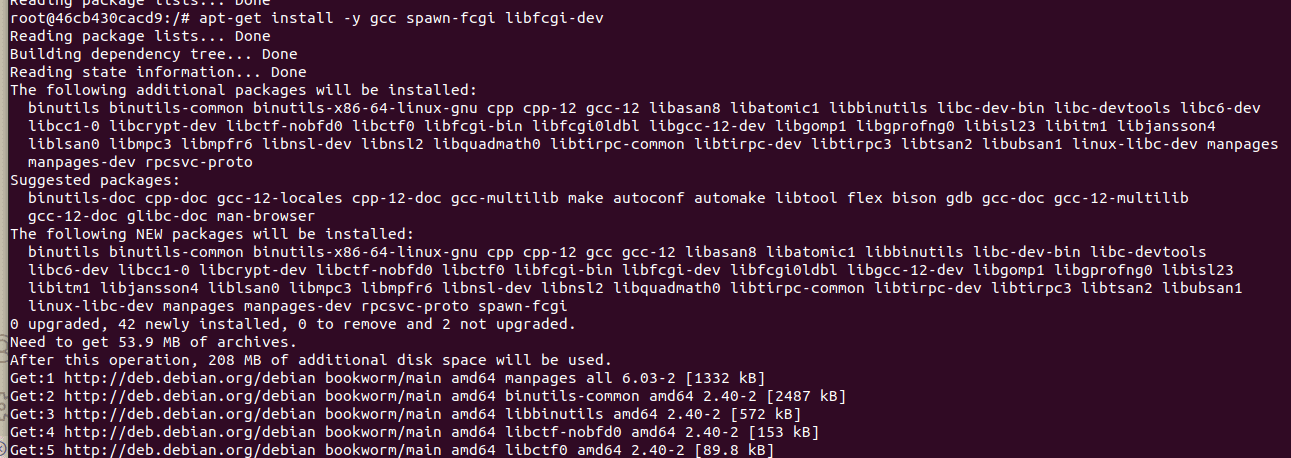 Reading package lists... Done
root@46cb430cacd9:/# apt-get install -y gcc spawn-fcgi libfcgi-dev
Reading package lists... Done
Building dependency tree... Done
Reading state information... Done
The following additional packages will be installed:
  binutils binutils-common binutils-x86-64-linux-gnu cpp cpp-12 gcc-12 libasan8 libatomic1 libbinutils libc-dev-bin libc-devtools libc6-dev
  libcc1-0 libcrypt-dev libctf-nobfd0 libctf0 libfcgi-bin libfcgi0ldbl libgcc-12-dev libgomp1 libgprofng0 libisl23 libitm1 libjansson4
  liblsan0 libmpc3 libmpfr6 libnsl-dev libnsl2 libquadmath0 libtirpc-common libtirpc-dev libtirpc3 libtsan2 libubsan1 linux-libc-dev manpages
  manpages-dev rpcsvc-proto
Suggested packages:
  binutils-doc cpp-doc gcc-12-locales cpp-12-doc gcc-multilib make autoconf automake libtool flex bison gdb gcc-doc gcc-12-multilib
  gcc-12-doc glibc-doc man-browser
The following NEW packages will be installed:
  binutils binutils-common binutils-x86-64-linux-gnu cpp cpp-12 gcc gcc-12 libasan8 libatomic1 libbinutils libc-dev-bin libc-devtools
  libc6-dev libcc1-0 libcrypt-dev libctf-nobfd0 libctf0 libfcgi-bin libfcgi-dev libfcgi0ldbl libgcc-12-dev libgomp1 libgprofng0 libisl23
  libitm1 libjansson4 liblsan0 libmpc3 libmpfr6 libnsl-dev libnsl2 libquadmath0 libtirpc-common libtirpc-dev libtirpc3 libtsan2 libubsan1
  linux-libc-dev manpages manpages-dev rpcsvc-proto spawn-fcgi
0 upgraded, 42 newly installed, 0 to remove and 2 not upgraded.
Need to get 53.9 MB of archives.
After this operation, 208 MB of additional disk space will be used.
Get:1 http://deb.debian.org/debian bookworm/main amd64 manpages all 6.03-2 [1332 kB]
Get:2 http://deb.debian.org/debian bookworm/main amd64 binutils-common amd64 2.40-2 [2487 kB]
Get:3 http://deb.debian.org/debian bookworm/main amd64 libbinutils amd64 2.40-2 [572 kB]
Get:4 http://deb.debian.org/debian bookworm/main amd64 libctf-nobfd0 amd64 2.40-2 [153 kB]
Get:5 http://deb.debian.org/debian bookworm/main amd64 libctf0 amd64 2.40-2 [89.8 kB]